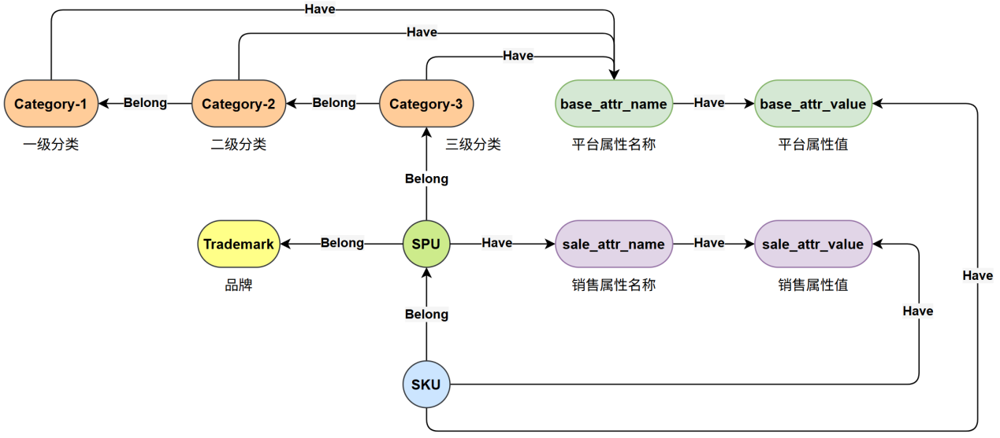 Have
Have
Have
Category-1
Belong
Category-2
Belong
Category-3
base_attr_name
Have
base_attr_value
一级分类
二级分类
三级分类
平台属性名称
平台属性值
Belong
Trademark
Belong
SPU
Have
sale_attr_name
Have
sale_attr_value
品牌
销售属性名称
销售属性值
Have
Belong
Have
SKU